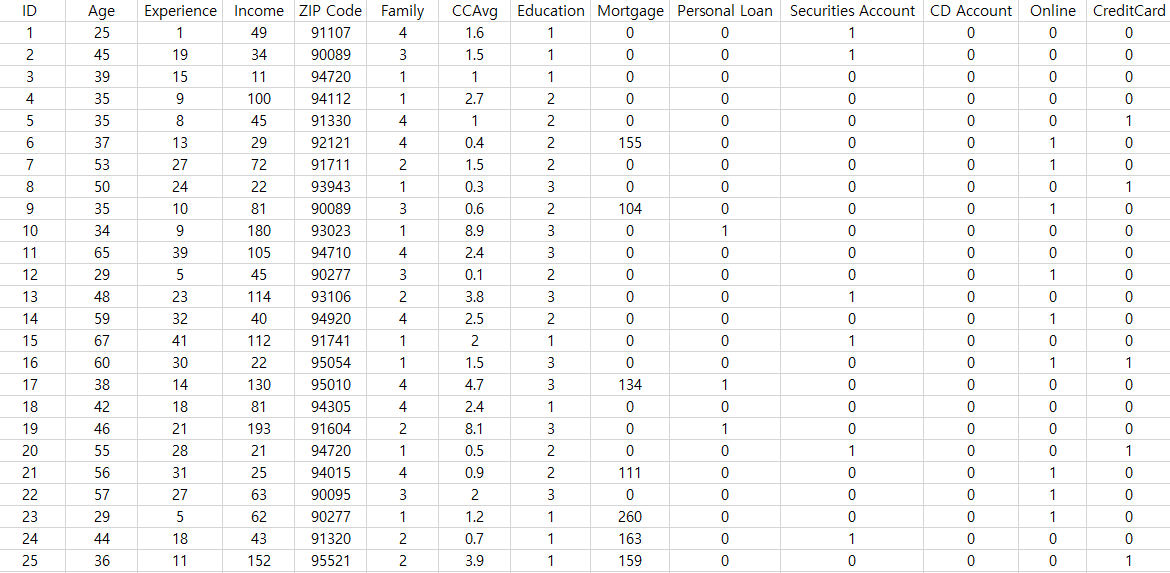 ID Age Experience Income ZIP Code Family CCAvg Education Mortgage Personal Loan Securities Account CD Account Online CreditCard
1 25 1 49 91107 4 1.6 1 0 0 1 0 0 0
2 45 19 34 90089 3 1.5 1 0 0 1 0 0 0
3 39 15 11 94720 1 1 1 0 0 0 0 0 0
4 35 9 100 94112 1 2.7 2 0 0 0 0 0 0
5 35 8 45 91330 4 1 2 0 0 0 0 0 1
6 37 13 29 92121 4 0.4 2 155 0 0 0 1 0
7 53 27 72 91711 2 1.5 2 0 0 0 0 1 0
8 50 24 22 93943 1 0.3 3 0 0 0 0 0 1
9 35 10 81 90089 3 0.6 2 104 0 0 0 1 0
10 34 9 180 93023 1 8.9 3 0 1 0 0 0 0
11 65 39 105 94710 4 2.4 3 0 0 0 0 0 0
12 29 5 45 90277 3 0.1 2 0 0 0 0 1 0
13 48 23 114 93106 2 3.8 3 0 0 1 0 0 0
14 59 32 40 94920 4 2.5 2 0 0 0 0 1 0
15 67 41 112 91741 1 2 1 0 0 1 0 0 0
16 60 30 22 95054 1 1.5 3 0 0 0 0 1 1
17 38 14 130 95010 4 4.7 3 134 1 0 0 0 0
18 42 18 81 94305 4 2.4 1 0 0 0 0 0 0
19 46 21 193 91604 2 8.1 3 0 1 0 0 0 0
20 55 28 21 94720 1 0.5 2 0 0 1 0 0 1
21 56 31 25 94015 4 0.9 2 111 0 0 0 1 0
22 57 27 63 90095 3 2 3 0 0 0 0 1 0
23 29 5 62 90277 1 1.2 1 260 0 0 0 1 0
24 44 18 43 91320 2 0.7 1 163 0 1 0 0 0
25 36 11 152 95521 2 3.9 1 159 0 0 0 0 1